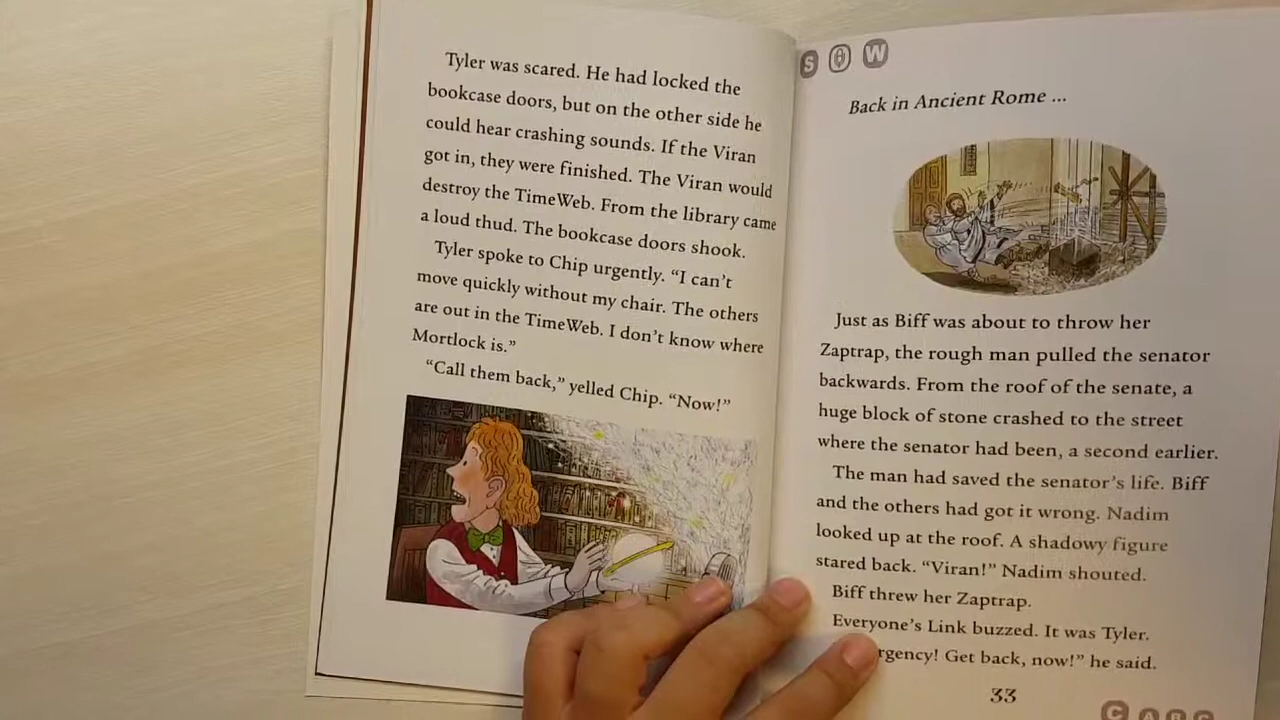 Tyler was scared. He had locked the
bookcase doors, but on the other side he
could hear crashing sounds. If the Viran
got in, they were finished. The Viran would
destroy the TimeWeb. From the library came
a loud thud. The bookcase doors shook.
Tyler spoke to Chip urgently. “I can’t
move quickly without my chair. The others
are out in the TimeWeb. I don’t know where
Mortlock is.”
“Call them back,” yelled Chip. “Now!”
S O W
Back in Ancient Rome ...
Just as Biff was about to throw her
Zaptrap, the rough man pulled the senator
backwards. From the roof of the senate, a
huge block of stone crashed to the street
where the senator had been, a second earlier.
The man had saved the senator’s life. Biff
and the others had got it wrong. Nadim
looked up at the roof. A shadowy figure
stared back. “Viran!” Nadim shouted.
Biff threw her Zaptrap.
Everyone’s Link buzzed. It was Tyler.
Get back, now!” he said.
33